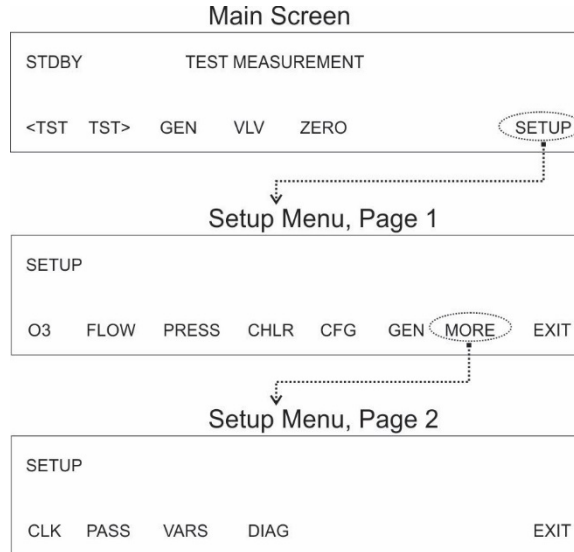 Main Screen
STDBY TEST MEASUREMENT
<TST TST> GEN VLV ZERO SETUP
Setup Menu, Page 1
SETUP
O3 FLOW PRESS CHLR CFG GEN MORE EXIT
Setup Menu, Page 2
SETUP
CLK PASS VARS DIAG EXIT